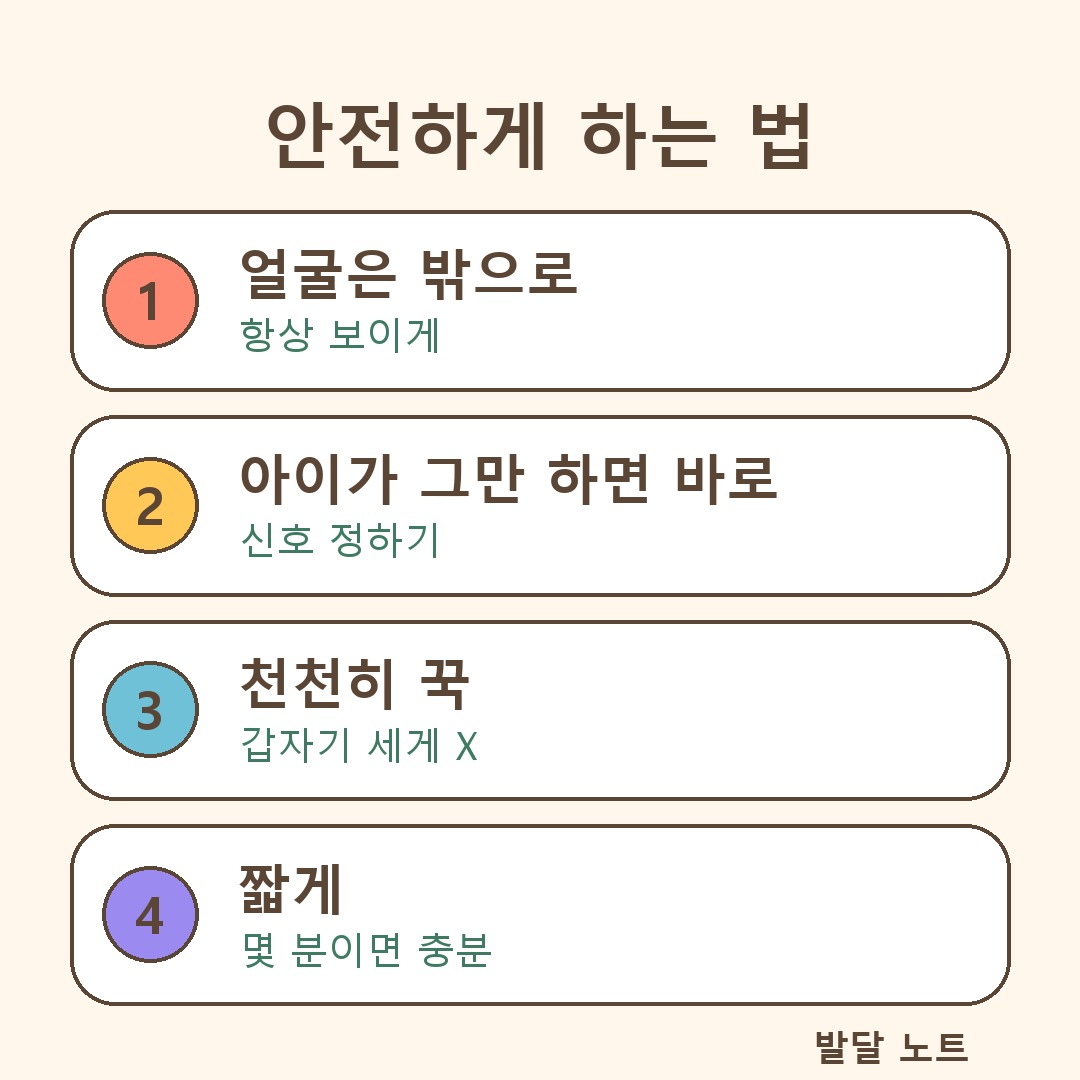 안전하게 하는 법
1
얼굴은 밖으로
항상 보이게
2
아이가 그만 하면 바로
신호 정하기
3
천천히 꾹
갑자기 세게 X
4
짧게
몇 분이면 충분
발달 노트